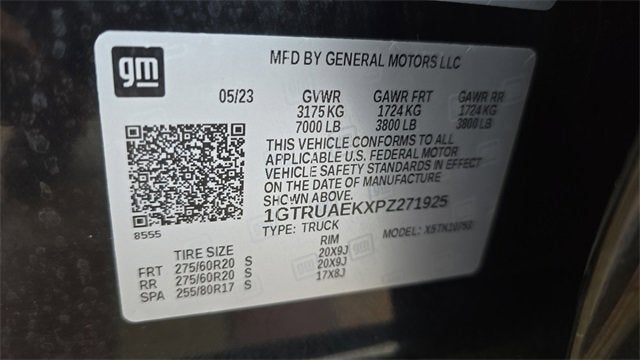 gm
MFD BY GENERAL MOTORS LLC
05/23 GVWR GAWR FRT GAWR RR
3175 KG 1724 KG 1724 KG
7000 LB 3800 LB 3800 LB
THIS VEHICLE CONFORMS TO ALL
APPLICABLE U.S. FEDERAL MOTOR
VEHICLE SAFETY STANDARDS IN EFFECT
ON THE DATE OF MANUFACTURE
SHOWN ABOVE.
1GTRUAEKXPZ271925
8555
TYPE: TRUCK MODEL:
TIRE SIZE RIM
FRT 275/60R20 S 20X9J
RR 275/60R20 S 20X9J
SPA 255/80R17 S 17X8J